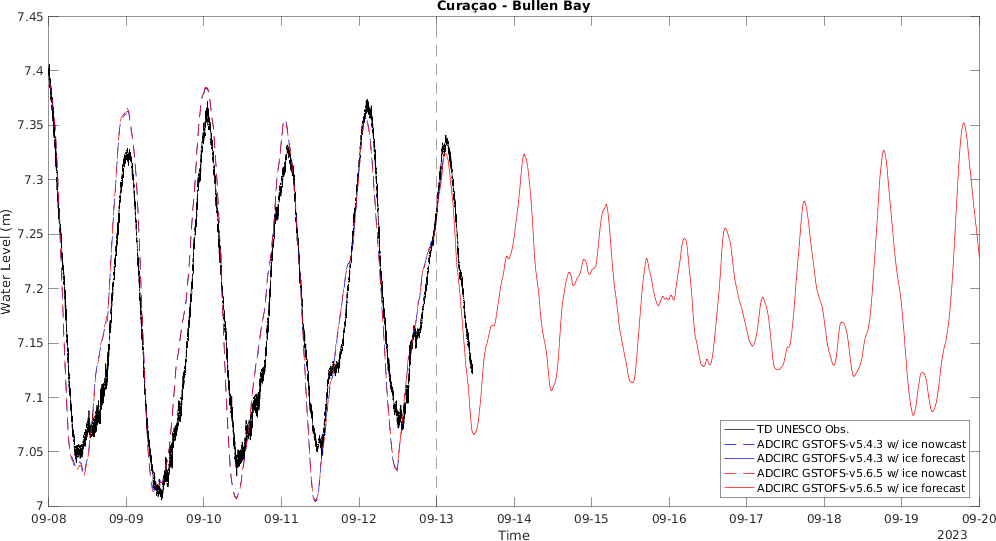 Curaçao - Bullen Bay
7.45
7.4
7.35
7.3
7.25
7.2
7.15
7.1
7.05
7
Water Level (m)
09-08 09-09 09-10 09-11 09-12 09-13 09-14 09-15 09-16 09-17 09-18 09-19 09-20
Time
2023
TD UNESCO Obs.
ADCIRC GSTOFS-v5.4.3 w/ ice nowcast
ADCIRC GSTOFS-v5.4.3 w/ ice forecast
ADCIRC GSTOFS-v5.6.5 w/ ice nowcast
ADCIRC GSTOFS-v5.6.5 w/ ice forecast